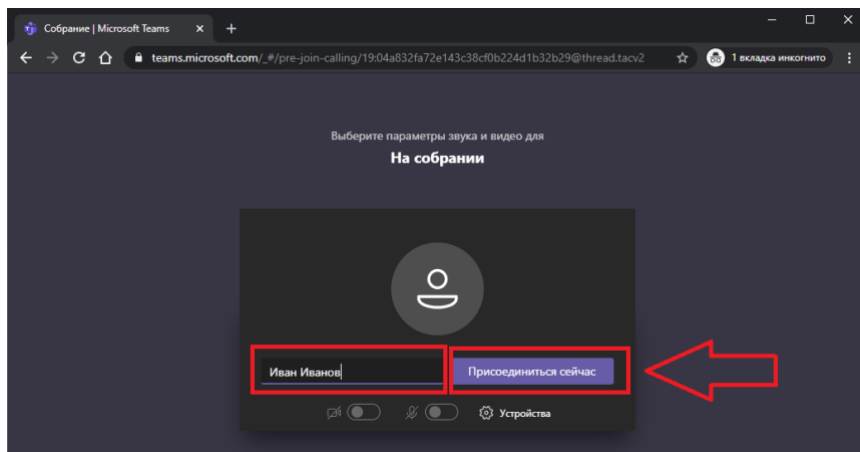 Собрание | Microsoft Teams
teams.microsoft.com/_#/pre-join-calling/19:04a832fa72e143c38cf0b224d1b32b29@thread.tacv2
1 вкладка инкогнито
Выберите параметры звука и видео для
На собрании
Иван Иванов
Присоединиться сейчас
Устройства